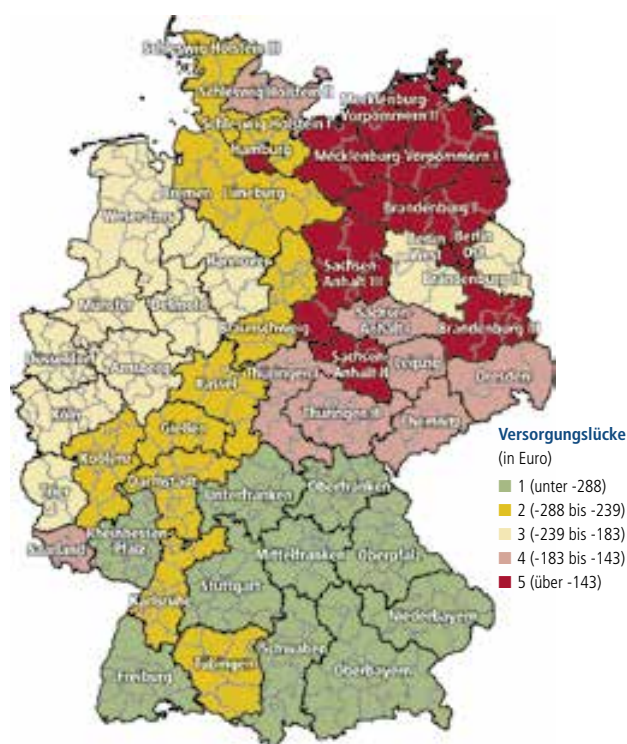 Schleswig Holstein III
Schleswig Holstein II
Mecklenburg-
Vorpommern II
Schleswig Holstein I
Hamburg
Mecklenburg-Vorpommern I
Bremen
Lüneburg
Brandenburg I
Weser-Ems
Berlin
West
Berlin
Ost
Hannover
Sachsen-
Anhalt III
Brandenburg II
Münster
Detmold
Braunschweig
Sachsen-
Anhalt I
Brandenburg III
Düsseldorf
Arnsberg
Kassel
Thüringen I
Sachsen-
Anhalt II
Leipzig
Dresden
Köln
Gießen
Thüringen II
Chemnitz
Koblenz
Trier
Darmstadt
Unterfranken
Oberfranken
Rheinhessen-
Pfalz
Saarland
Mittelfranken
Oberpfalz
Karlsruhe
Stuttgart
Niederbayern
Tübingen
Schwaben
Freiburg
Oberbayern
Versorgungslücke
(in Euro)
1 (unter -288)
2 (-288 bis -239)
3 (-239 bis -183)
4 (-183 bis -143)
5 (über -143)